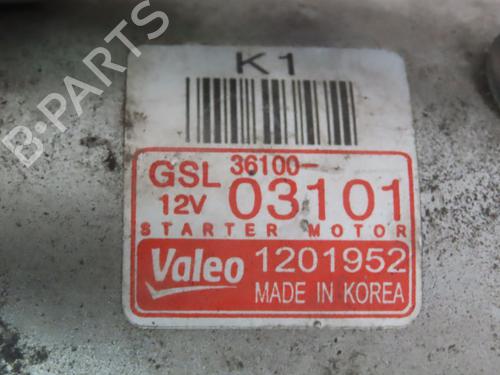 B-PARTS
K1
GSL 36100-
12V 03101
STARTER MOTOR
Valeo 1201952
MADE IN KOREA